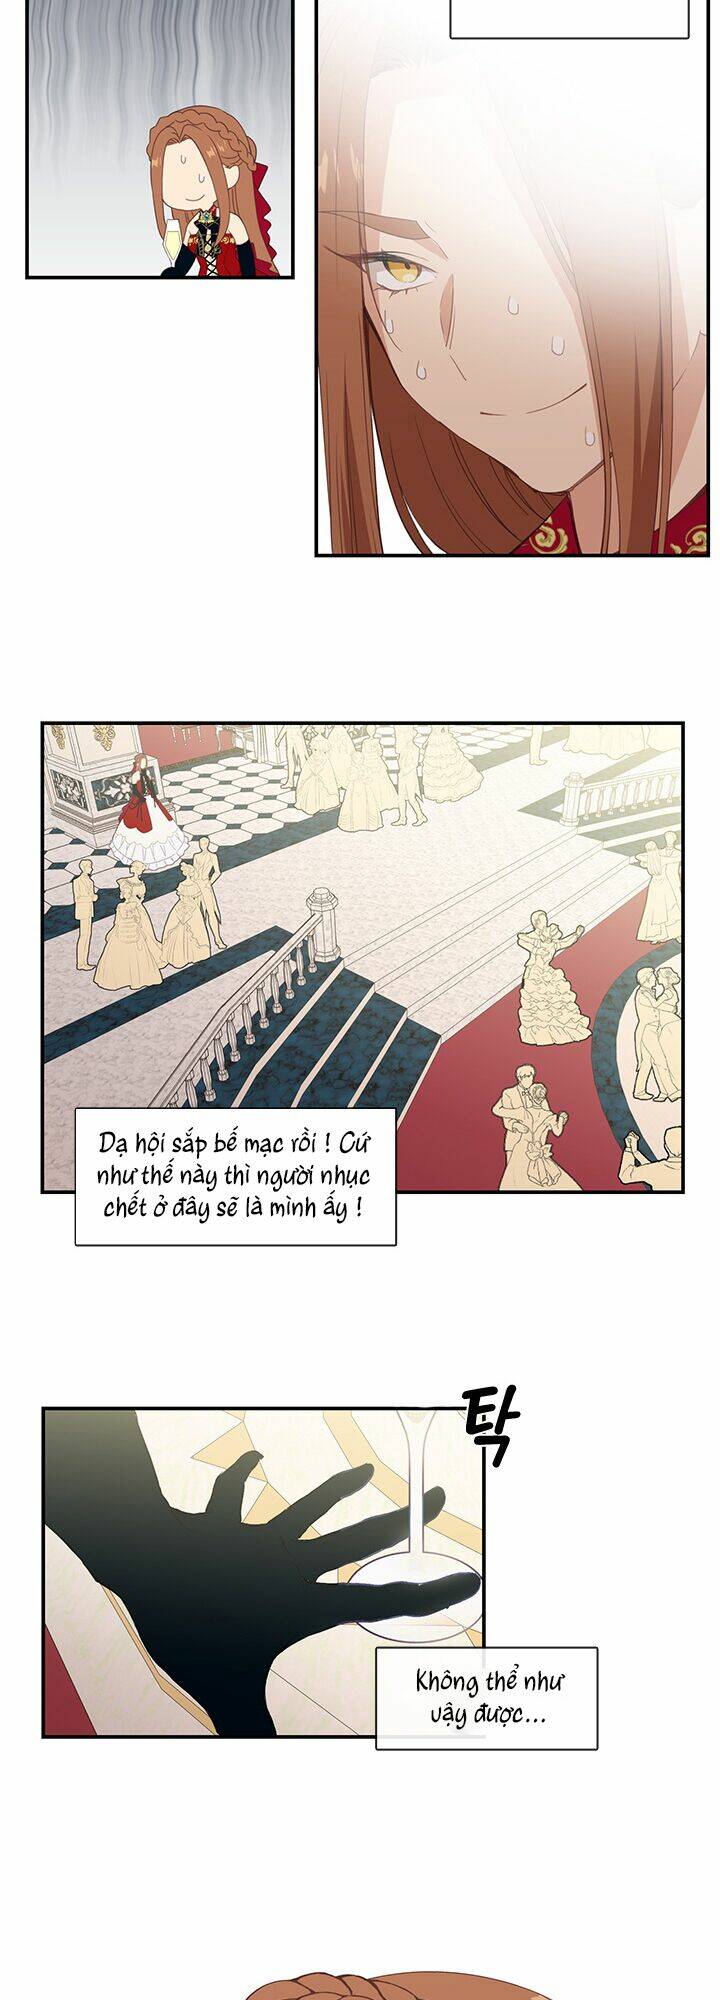 Dạ hội sắp bế mạc rồi ! Cứ
như thế này thì người nhục
chết ở đây sẽ là mình ấy !
탁
Không thể như
vậy được...